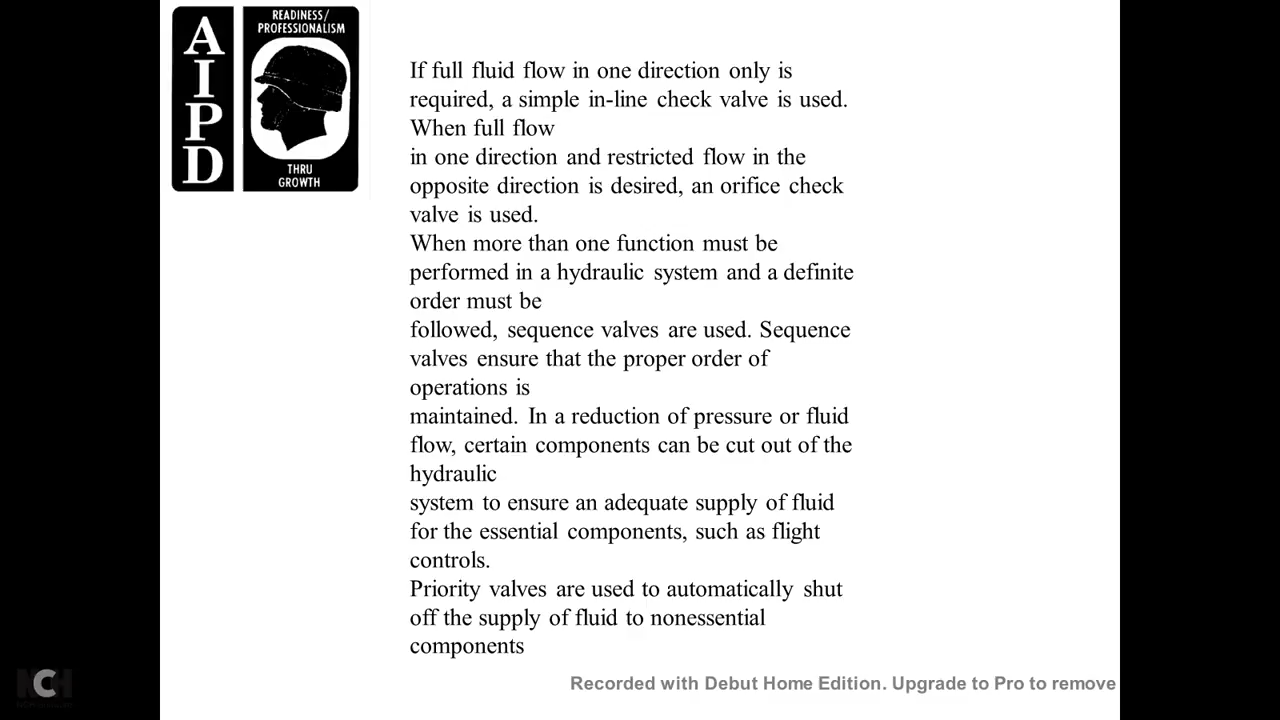 AIPD
READINESS/
PROFESSIONALISM
THRU
GROWTH
If full fluid flow in one direction only is
required, a simple in-line check valve is used.
When full flow
in one direction and restricted flow in the
opposite direction is desired, an orifice check
valve is used.
When more than one function must be
performed in a hydraulic system and a definite
order must be
followed, sequence valves are used. Sequence
valves ensure that the proper order of
operations is
maintained. In a reduction of pressure or fluid
flow, certain components can be cut out of the
hydraulic
system to ensure an adequate supply of fluid
for the essential components, such as flight
controls.
Priority valves are used to automatically shut
off the supply of fluid to nonessential
components
NCH
Recorded with Debut Home Edition. Upgrade to Pro to remove